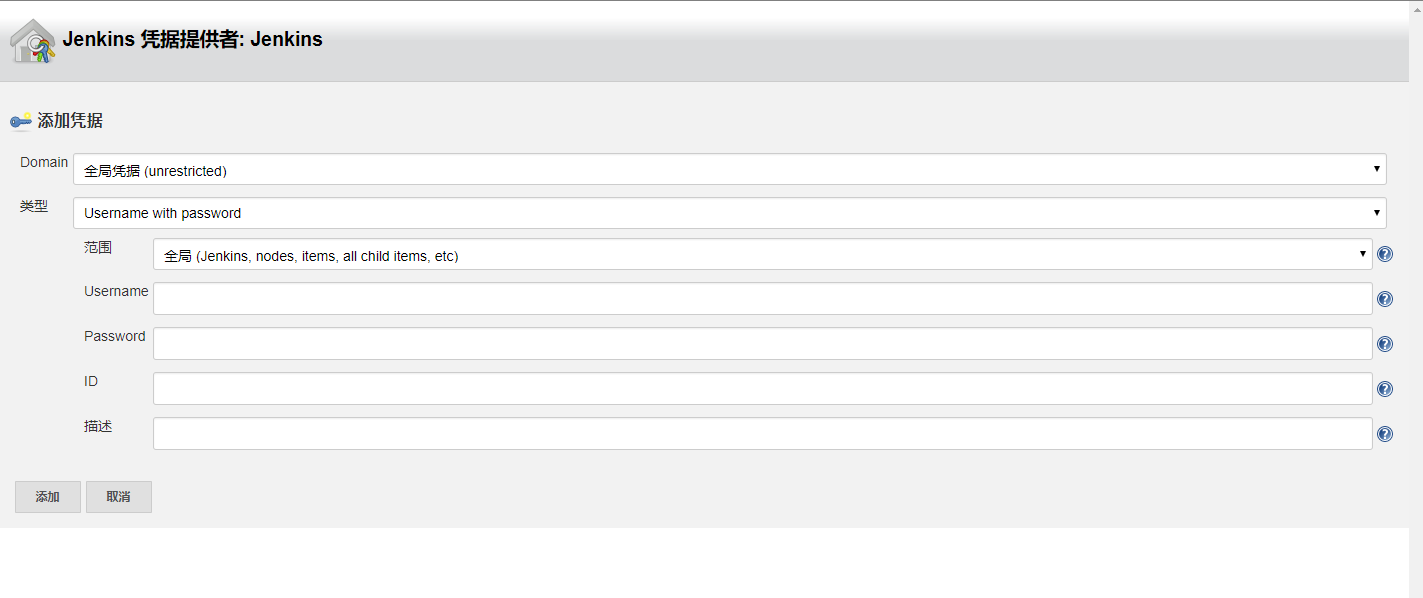 Jenkins 凭据提供者: Jenkins
添加凭据
Domain 全局凭据 (unrestricted)
类型 Username with password
范围 全局 (Jenkins, nodes, items, all child items, etc)
Username
Password
ID
描述
添加 取消